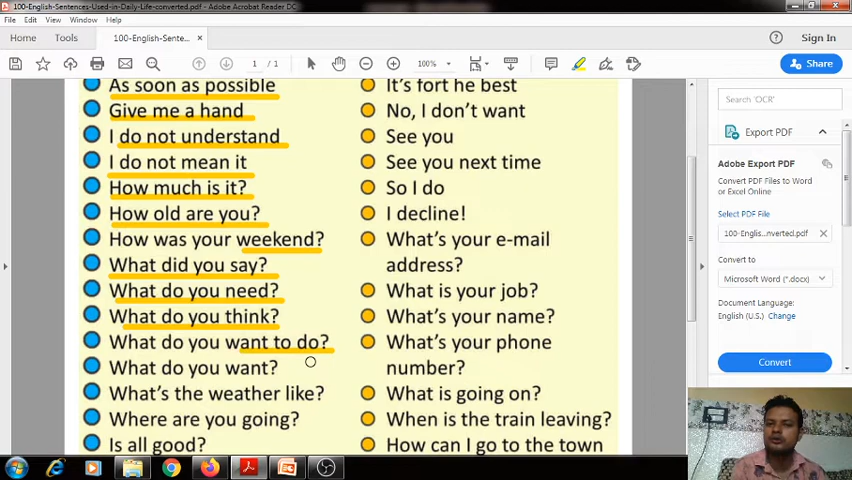 100-English-Sentences-Used-in-Daily-Life-converted.pdf - Adobe Acrobat Reader DC
File Edit View Window Help
Home Tools 100-English-Sente... × Sign In
1 / 1 100% Share
As soon as possible
Give me a hand
I do not understand
I do not mean it
How much is it?
How old are you?
How was your weekend?
What did you say?
What do you need?
What do you think?
What do you want to do?
What do you want?
What's the weather like?
Where are you going?
Is all good?
It's fort he best
No, I don't want
See you
See you next time
So I do
I decline!
What's your e-mail
address?
What is your job?
What's your name?
What's your phone
number?
What is going on?
When is the train leaving?
How can I go to the town
Search 'OCR'
Export PDF
Adobe Export PDF
Convert PDF Files to Word
or Excel Online
Select PDF File
100-Englis...nverted.pdf
Convert to
Microsoft Word (*.docx)
Document Language:
English (U.S.) Change
Convert